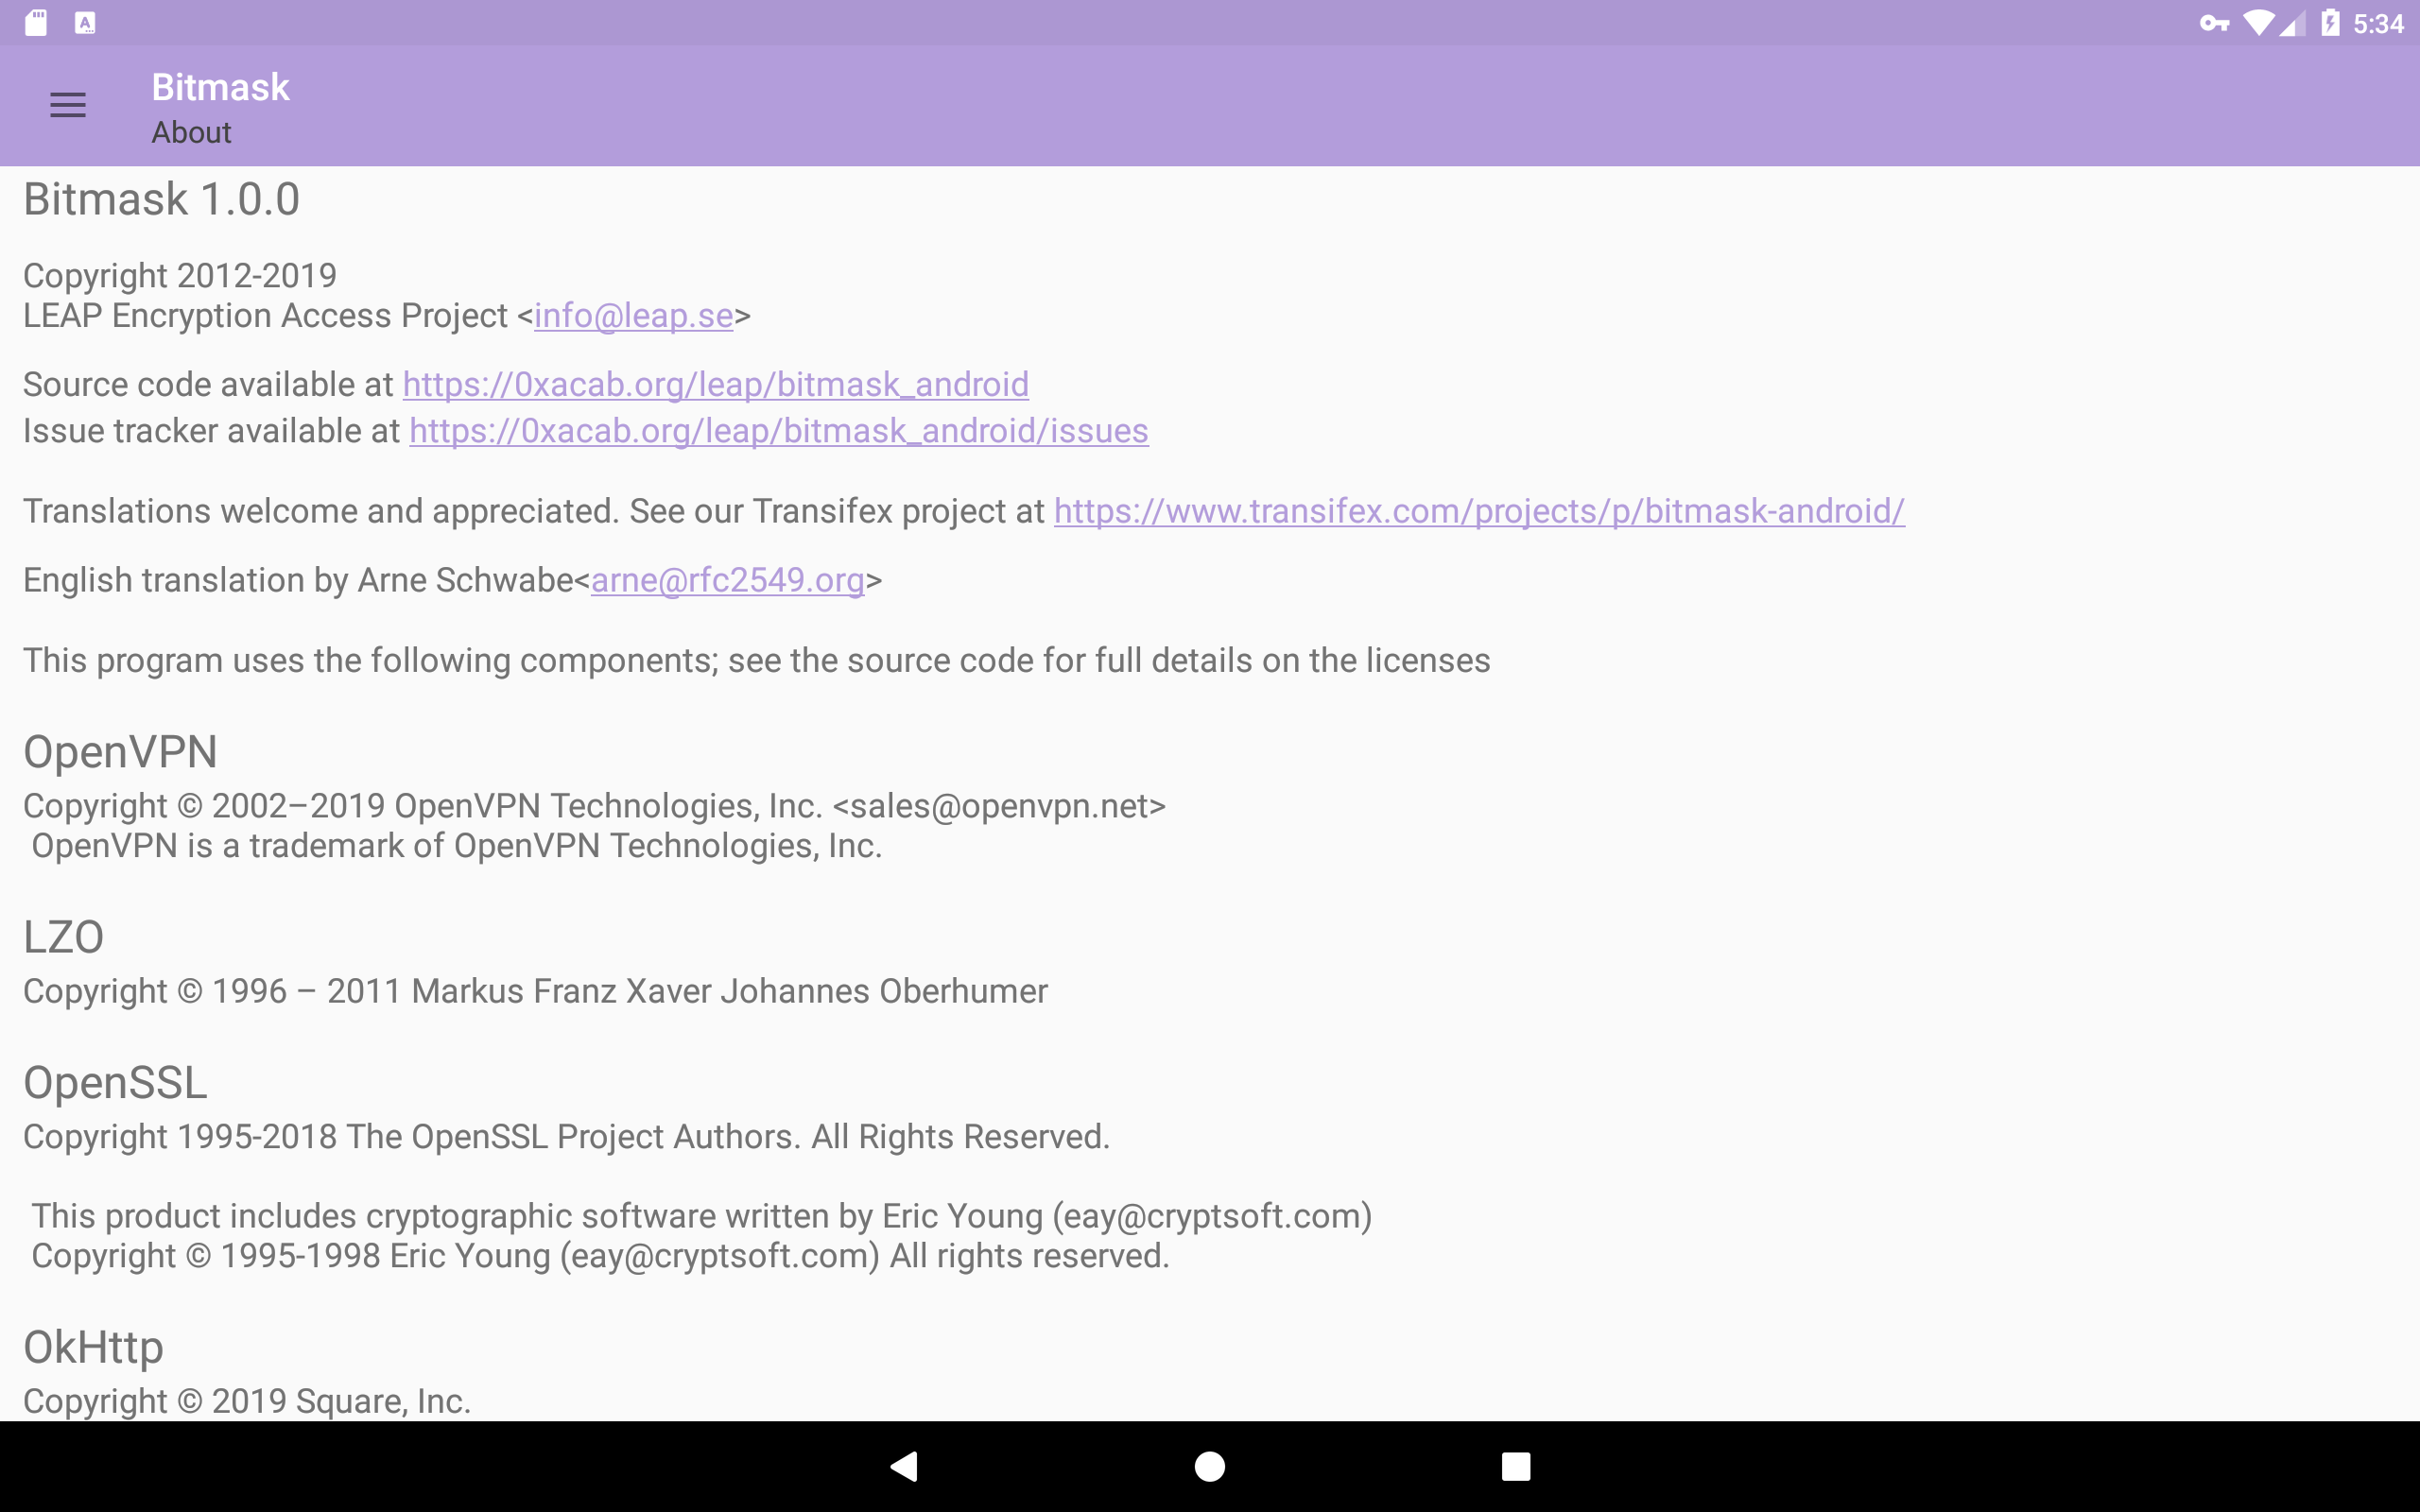 5:34
Bitmask
About
Bitmask 1.0.0
Copyright 2012-2019
LEAP Encryption Access Project <info@leap.se>
Source code available at https://0xacab.org/leap/bitmask_android
Issue tracker available at https://0xacab.org/leap/bitmask_android/issues
Translations welcome and appreciated. See our Transifex project at https://www.transifex.com/projects/p/bitmask-android/
English translation by Arne Schwabe<arne@rfc2549.org>
This program uses the following components; see the source code for full details on the licenses
OpenVPN
Copyright © 2002–2019 OpenVPN Technologies, Inc. <sales@openvpn.net>
OpenVPN is a trademark of OpenVPN Technologies, Inc.
LZO
Copyright © 1996 – 2011 Markus Franz Xaver Johannes Oberhumer
OpenSSL
Copyright 1995-2018 The OpenSSL Project Authors. All Rights Reserved.
This product includes cryptographic software written by Eric Young (eay@cryptsoft.com)
Copyright © 1995-1998 Eric Young (eay@cryptsoft.com) All rights reserved.
OkHttp
Copyright © 2019 Square, Inc.